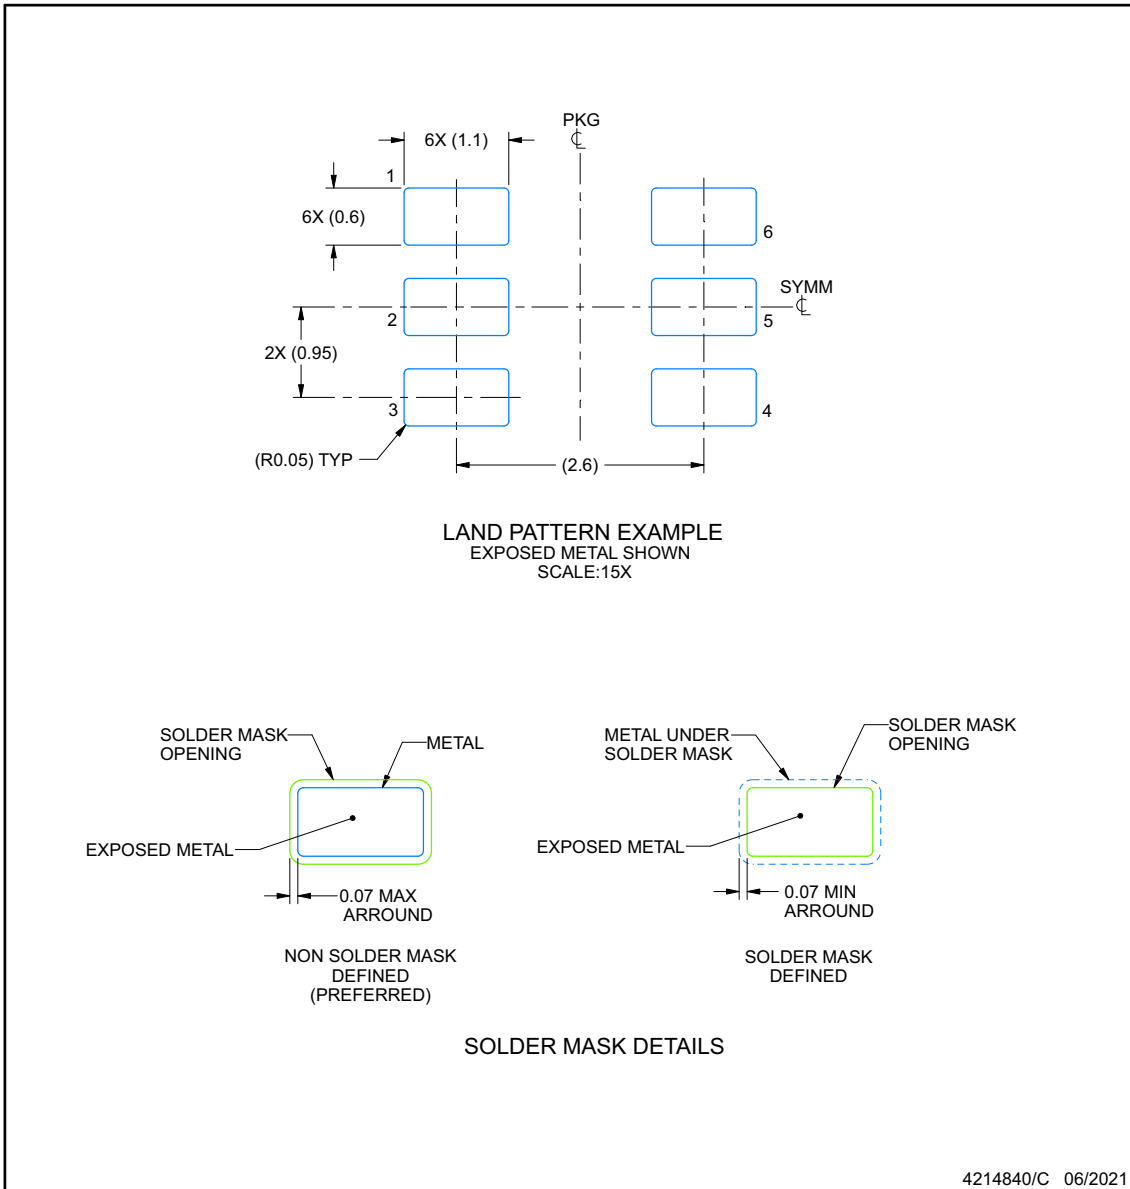 PKG
℄
6X (1.1)
1
6X (0.6)
6
SYMM
℄
2
5
2X (0.95)
3
4
(R0.05) TYP
(2.6)
LAND PATTERN EXAMPLE
EXPOSED METAL SHOWN
SCALE:15X
SOLDER MASK
OPENING
METAL
EXPOSED METAL
0.07 MAX
ARROUND
NON SOLDER MASK
DEFINED
(PREFERRED)
METAL UNDER
SOLDER MASK
SOLDER MASK
OPENING
EXPOSED METAL
0.07 MIN
ARROUND
SOLDER MASK
DEFINED
SOLDER MASK DETAILS
4214840/C 06/2021